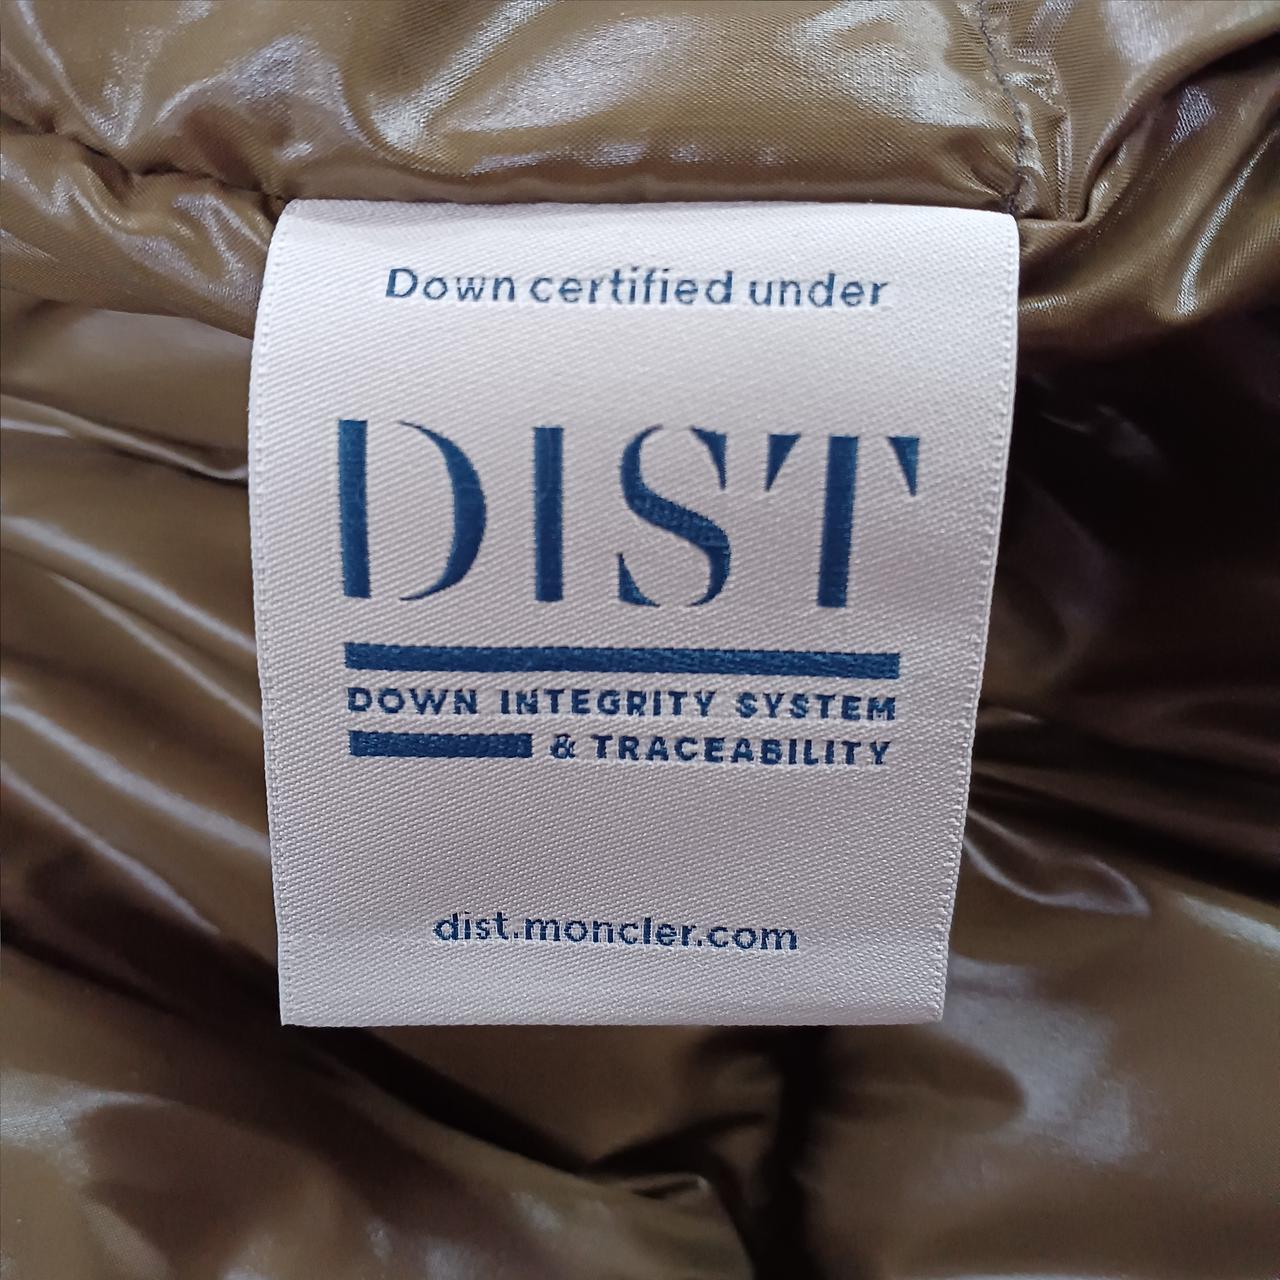 Down certified under
DIST
DOWN INTEGRITY SYSTEM
& TRACEABILITY
dist.moncler.com